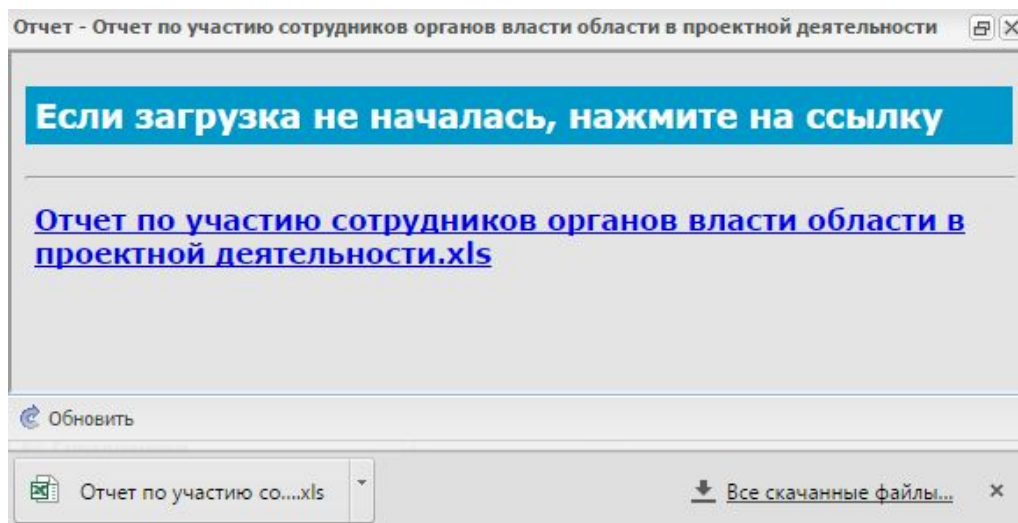 Отчет - Отчет по участию сотрудников органов власти области в проектной деятельности
Если загрузка не началась, нажмите на ссылку
Отчет по участию сотрудников органов власти области в
проектной деятельности.xls
Обновить
Отчет по участию со....xls
Все скачанные файлы...